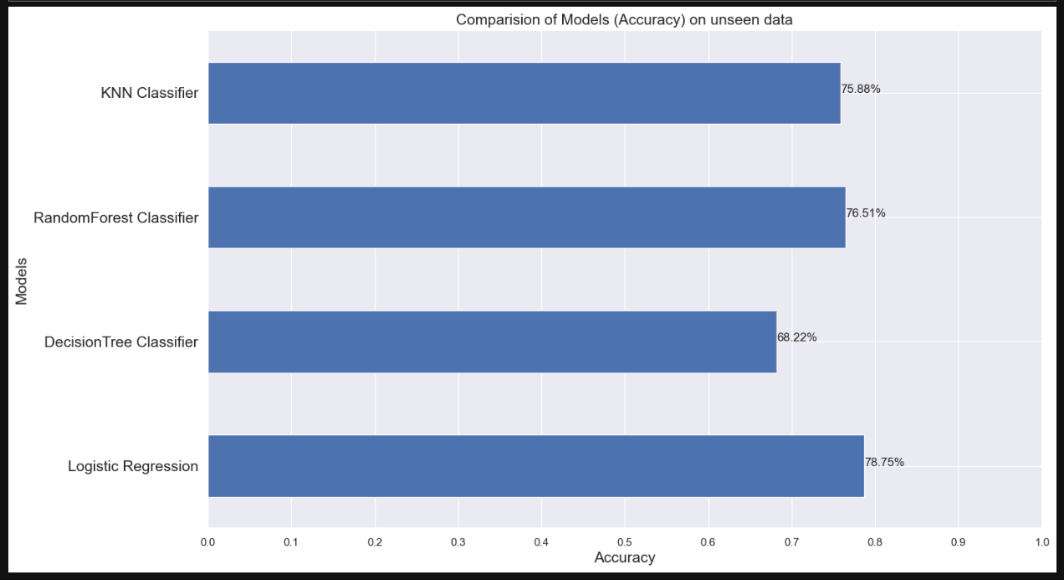 Comparision of Models (Accuracy) on unseen data
KNN Classifier
75.88%
RandomForest Classifier
76.51%
Models
DecisionTree Classifier
68.22%
Logistic Regression
78.75%
0.0 0.1 0.2 0.3 0.4 0.5 0.6 0.7 0.8 0.9 1.0
Accuracy